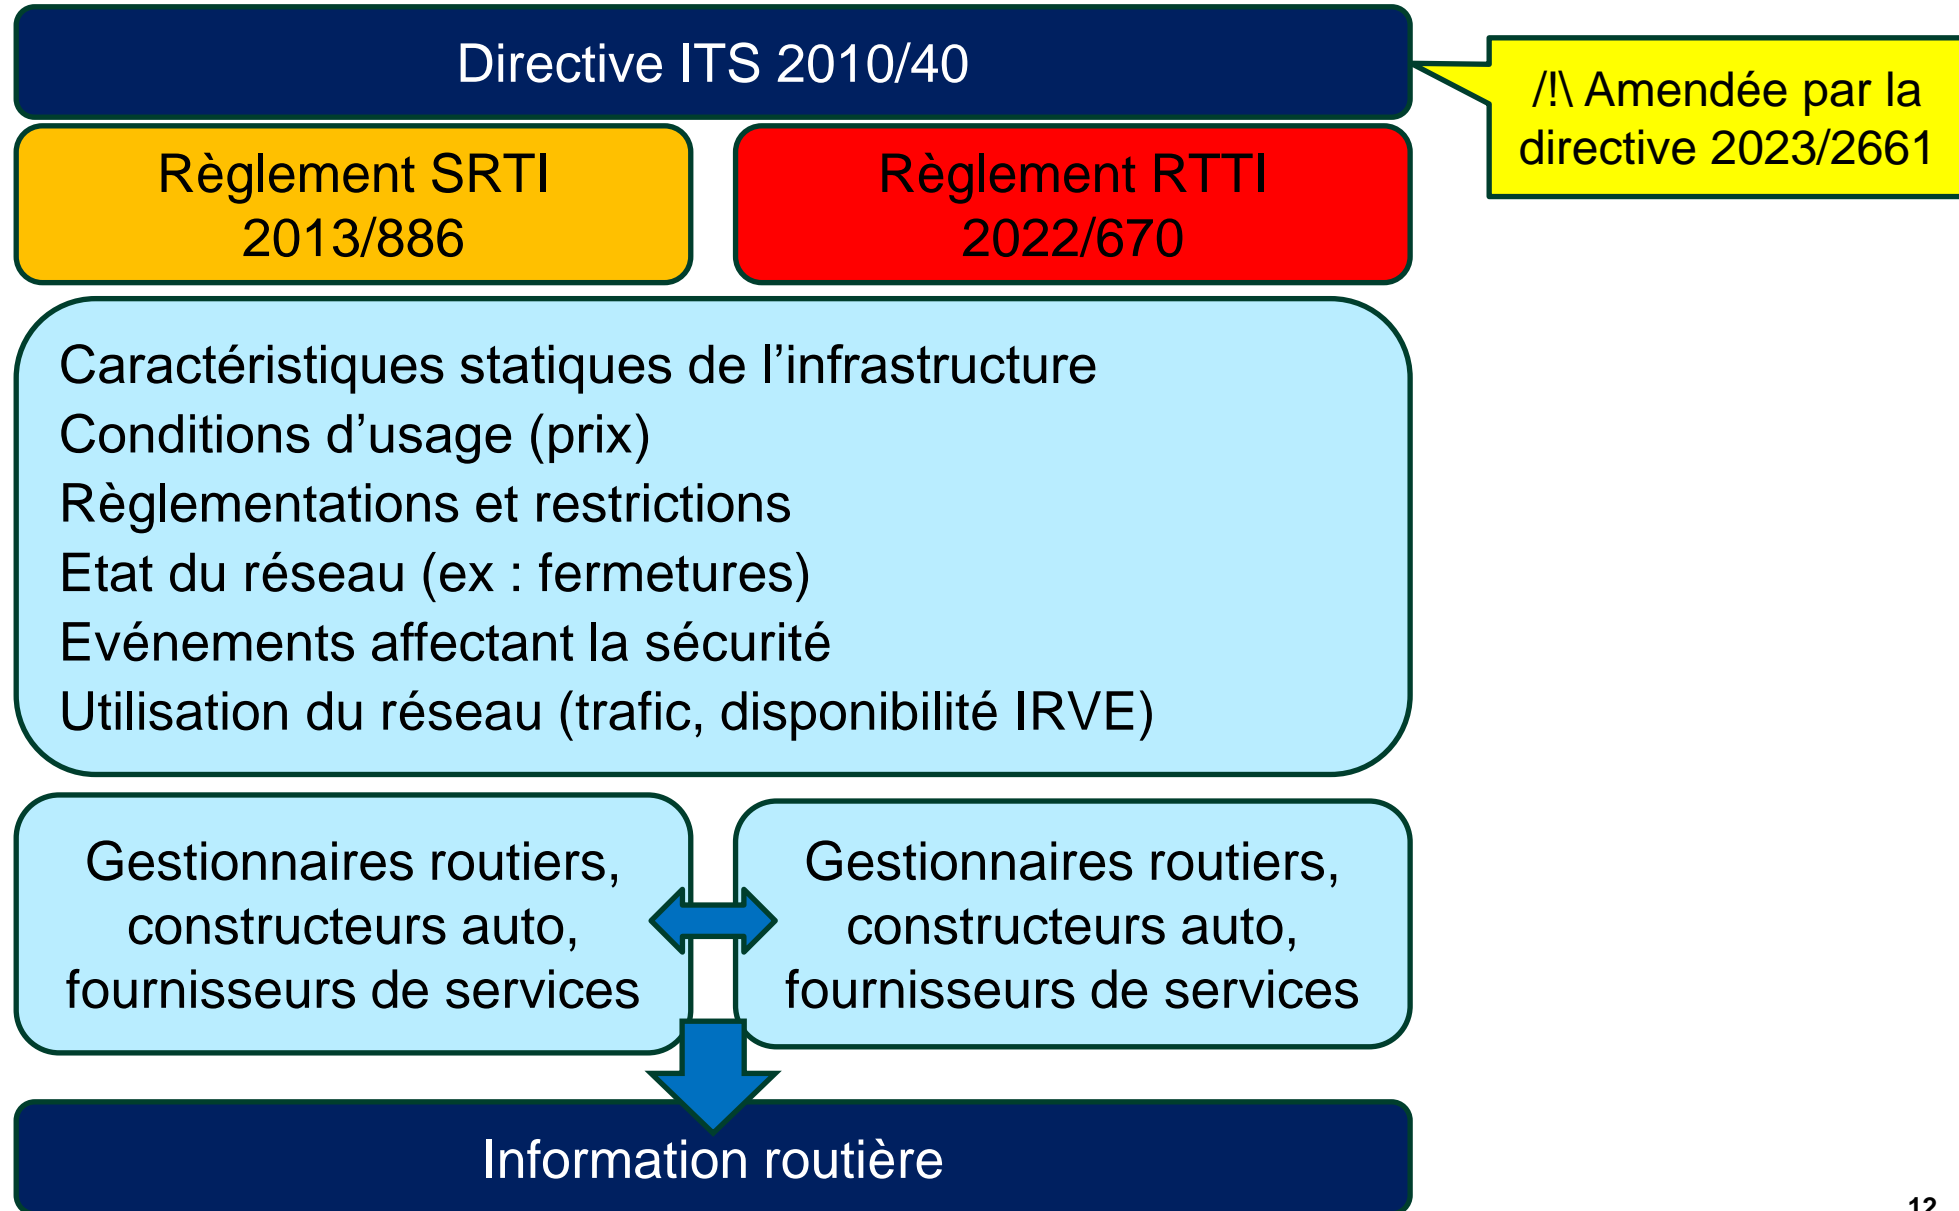 Directive ITS 2010/40
/!\ Amendée par la
directive 2023/2661
Règlement SRTI
2013/886
Règlement RTTI
2022/670
Caractéristiques statiques de l’infrastructure
Conditions d’usage (prix)
Règlementations et restrictions
Etat du réseau (ex : fermetures)
Evénements affectant la sécurité
Utilisation du réseau (trafic, disponibilité IRVE)
Gestionnaires routiers,
constructeurs auto,
fournisseurs de services
Gestionnaires routiers,
constructeurs auto,
fournisseurs de services
Information routière
12